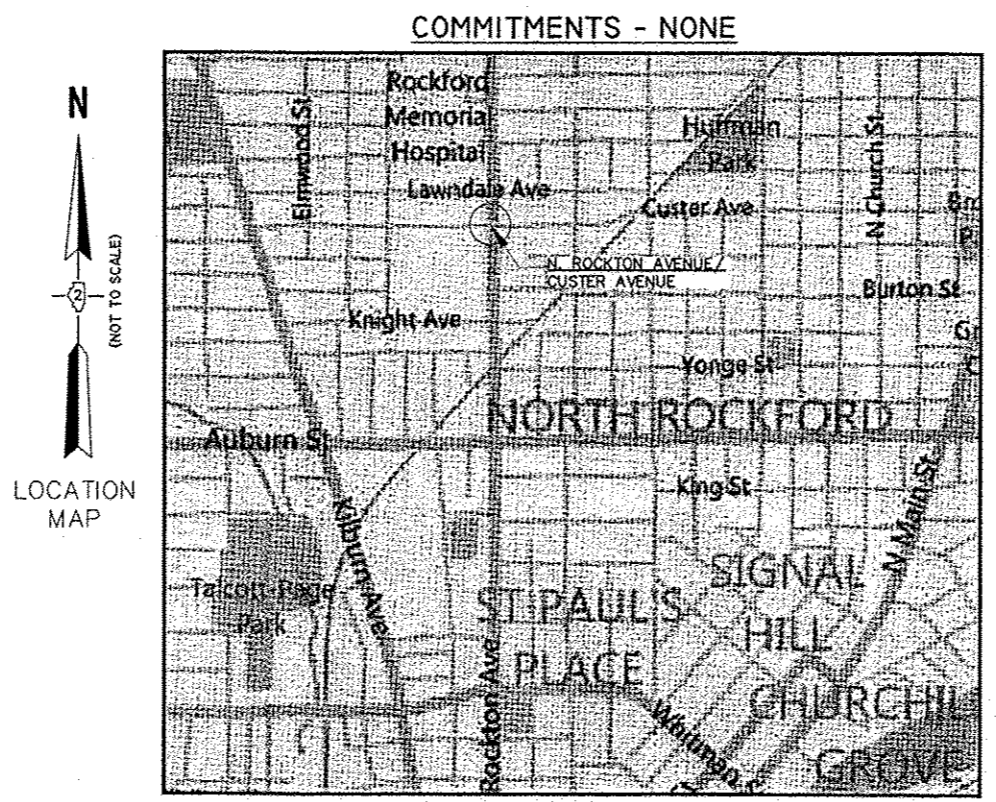 COMMITMENTS - NONE
N
2
(NOT TO SCALE)
LOCATION
MAP
Rockford
Memorial
Hospital
Elmwood St
Huffman
Park
N Church St
Lawndale Ave
Custer Ave
N. ROCKTON AVENUE/
CUSTER AVENUE
Burton St
Knight Ave
Yonge St
NORTH ROCKFORD
Auburn St
King St
N Main St
Kilburn Ave
Talcott-Page
Park
SIGNAL
HILL
ST PAUL'S
PLACE
Rockton Ave
CHURCHIL
GROVE
Whitman S